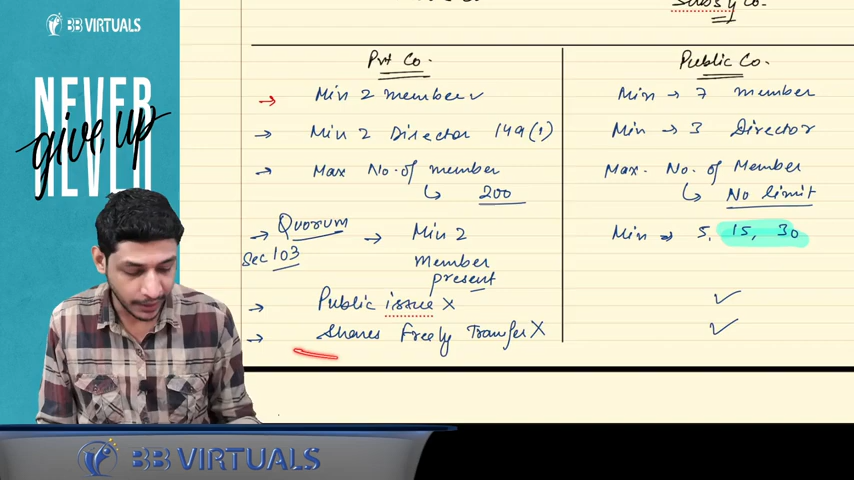 BB VIRTUALS
NEVER
give up
NEVER
Subsy Co.
Pvt Co.
Public Co.
→ Min 2 member ✓
Min → 7 member
→ Min 2 Director 149(1)
Min → 3 Director
→ Max No. of member
↳ 200
Max. No. of Member
↳ No limit
→ Quorum → Min 2
Sec 103
Member
present
Min → 5, 15, 30
→ Public issue X
✓
→ Shares Freely Transfer X
✓
BB VIRTUALS